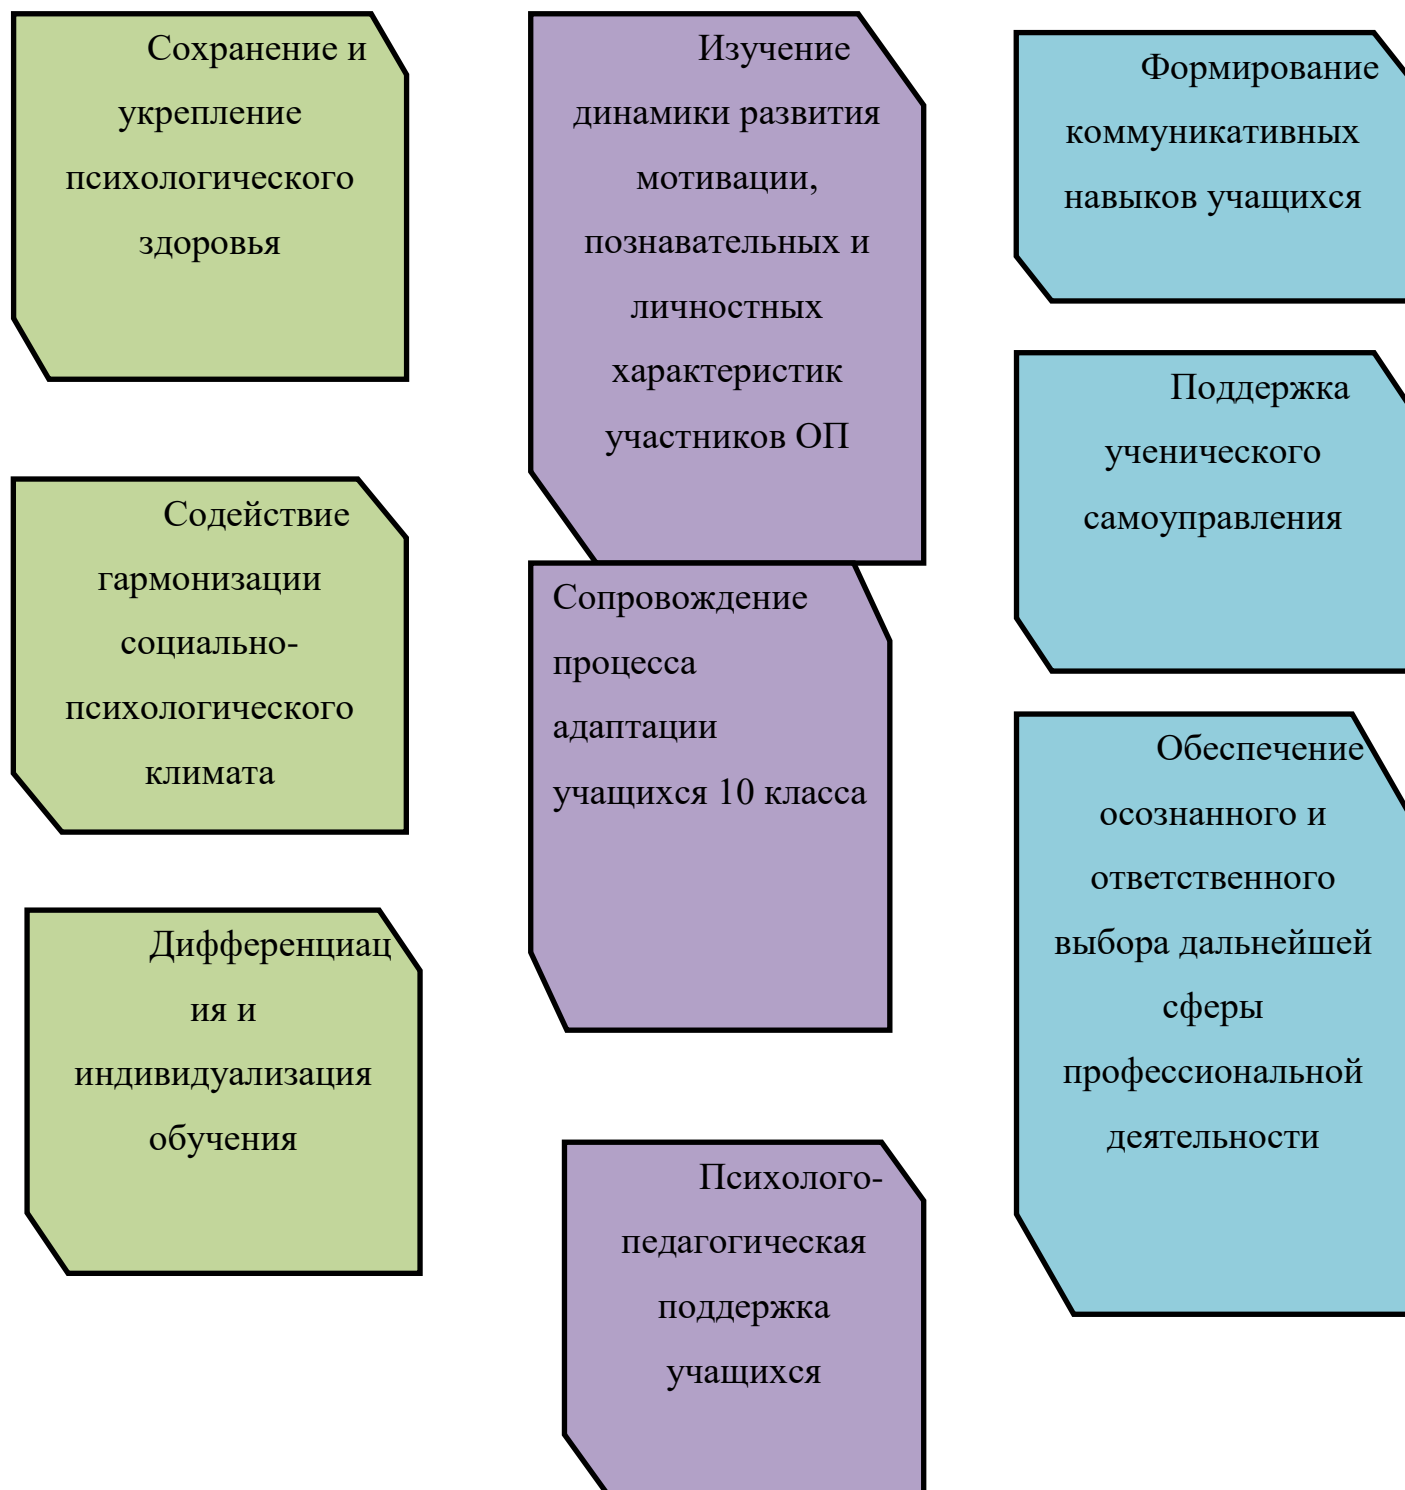 Сохранение и
укрепление
психологического
здоровья
Содействие
гармонизации
социально-
психологического
климата
Дифференциац
ия и
индивидуализация
обучения
Изучение
динамики развития
мотивации,
познавательных и
личностных
характеристик
участников ОП
Сопровождение
процесса
адаптации
учащихся 10 класса
Психолого-
педагогическая
поддержка
учащихся
Формирование
коммуникативных
навыков учащихся
Поддержка
ученического
самоуправления
Обеспечение
осознанного и
ответственного
выбора дальнейшей
сферы
профессиональной
деятельности